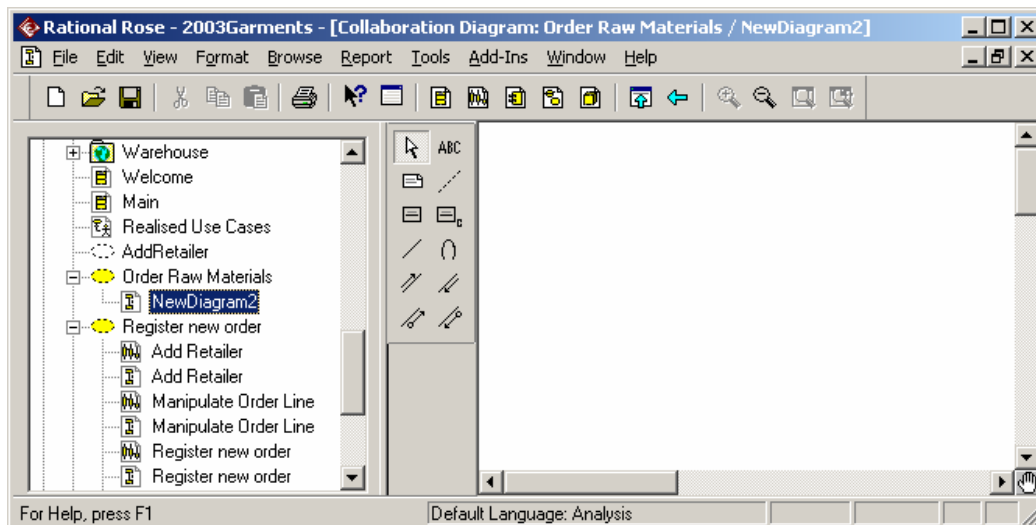 Rational Rose - 2003Garments - [Collaboration Diagram: Order Raw Materials / NewDiagram2]
File Edit View Format Browse Report Tools Add-Ins Window Help
Warehouse
Welcome
Main
Realised Use Cases
AddRetailer
Order Raw Materials
NewDiagram2
Register new order
Add Retailer
Add Retailer
Manipulate Order Line
Manipulate Order Line
Register new order
Register new order
ABC
For Help, press F1
Default Language: Analysis